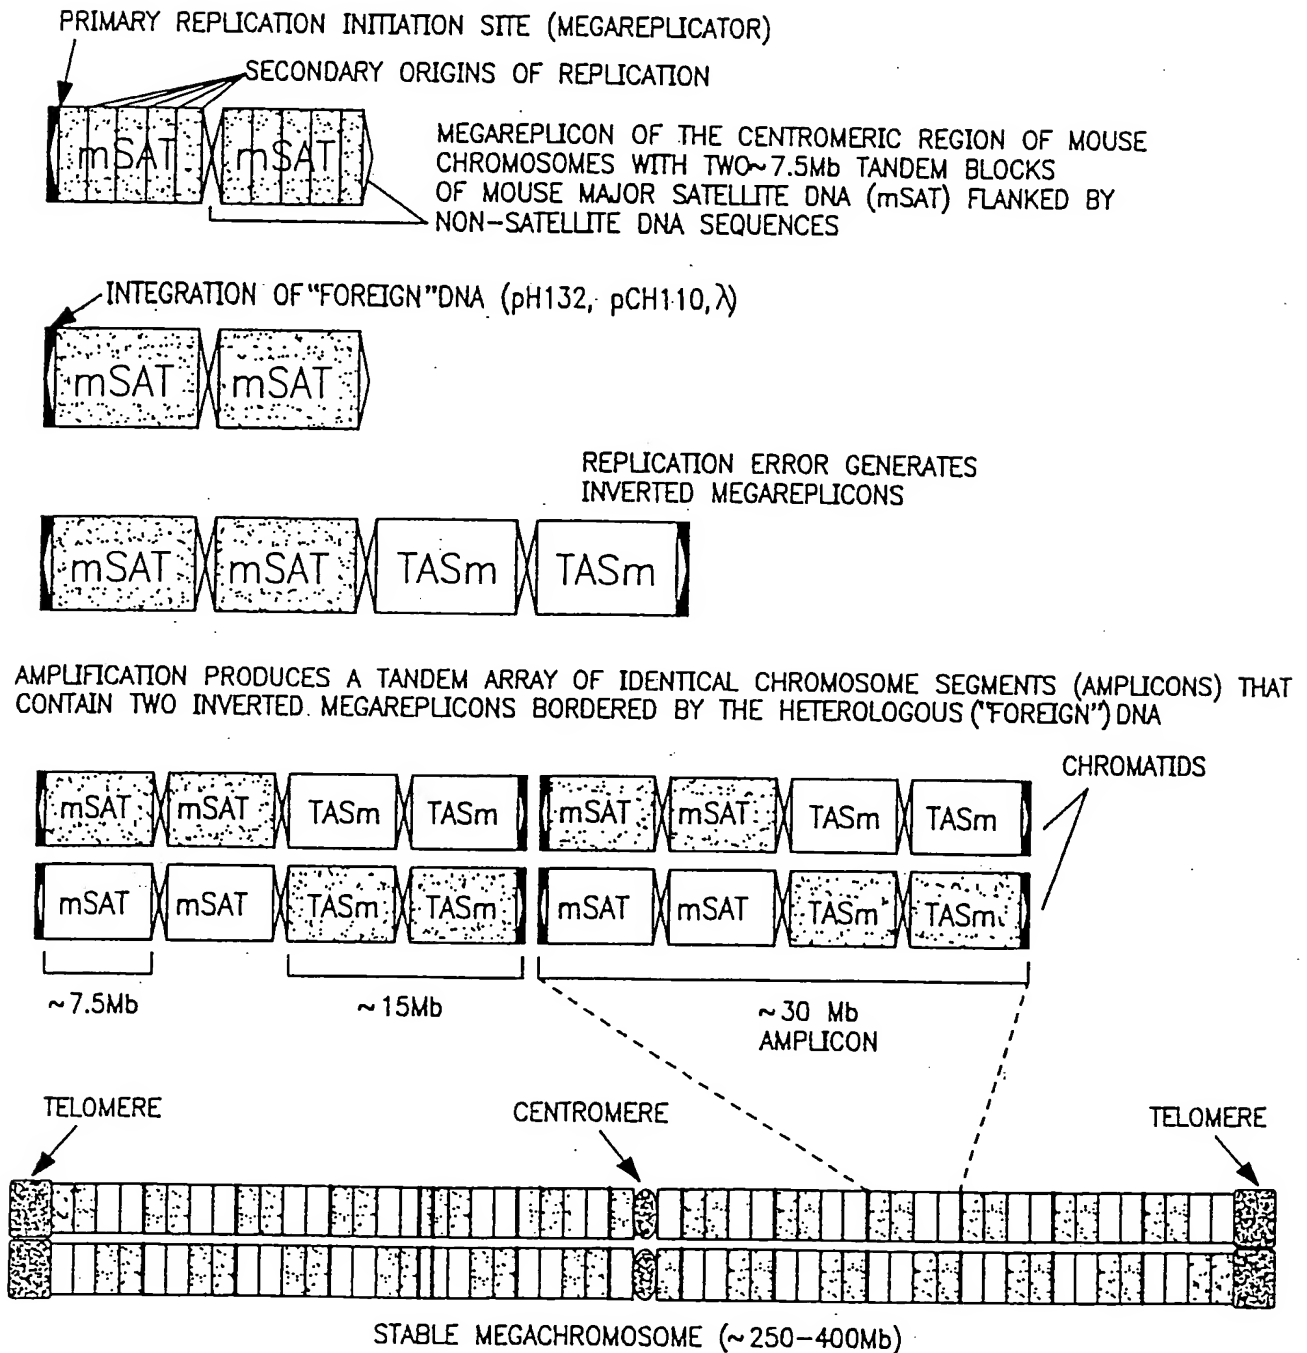 PRIMARY REPLICATION INITIATION SITE (MEGAREPLICATOR)
SECONDARY ORIGINS OF REPLICATION
mSAT mSAT
MEGAREPLICON OF THE CENTROMERIC REGION OF MOUSE
CHROMOSOMES WITH TWO~7.5Mb TANDEM BLOCKS
OF MOUSE MAJOR SATELLITE DNA (mSAT) FLANKED BY
NON-SATELLITE DNA SEQUENCES
INTEGRATION OF "FOREIGN" DNA (pH132, pCH110, λ)
mSAT mSAT
REPLICATION ERROR GENERATES
INVERTED MEGAREPLICONS
mSAT mSAT TASm TASm
AMPLIFICATION PRODUCES A TANDEM ARRAY OF IDENTICAL CHROMOSOME SEGMENTS (AMPLICONS) THAT
CONTAIN TWO INVERTED MEGAREPLICONS BORDERED BY THE HETEROLOGOUS ("FOREIGN") DNA
CHROMATIDS
mSAT mSAT TASm TASm mSAT mSAT TASm TASm
mSAT mSAT TASm TASm mSAT mSAT TASm TASm
~7.5Mb ~15Mb ~30 Mb
AMPLICON
TELOMERE CENTROMERE TELOMERE
STABLE MEGACHROMOSOME (~250-400Mb)